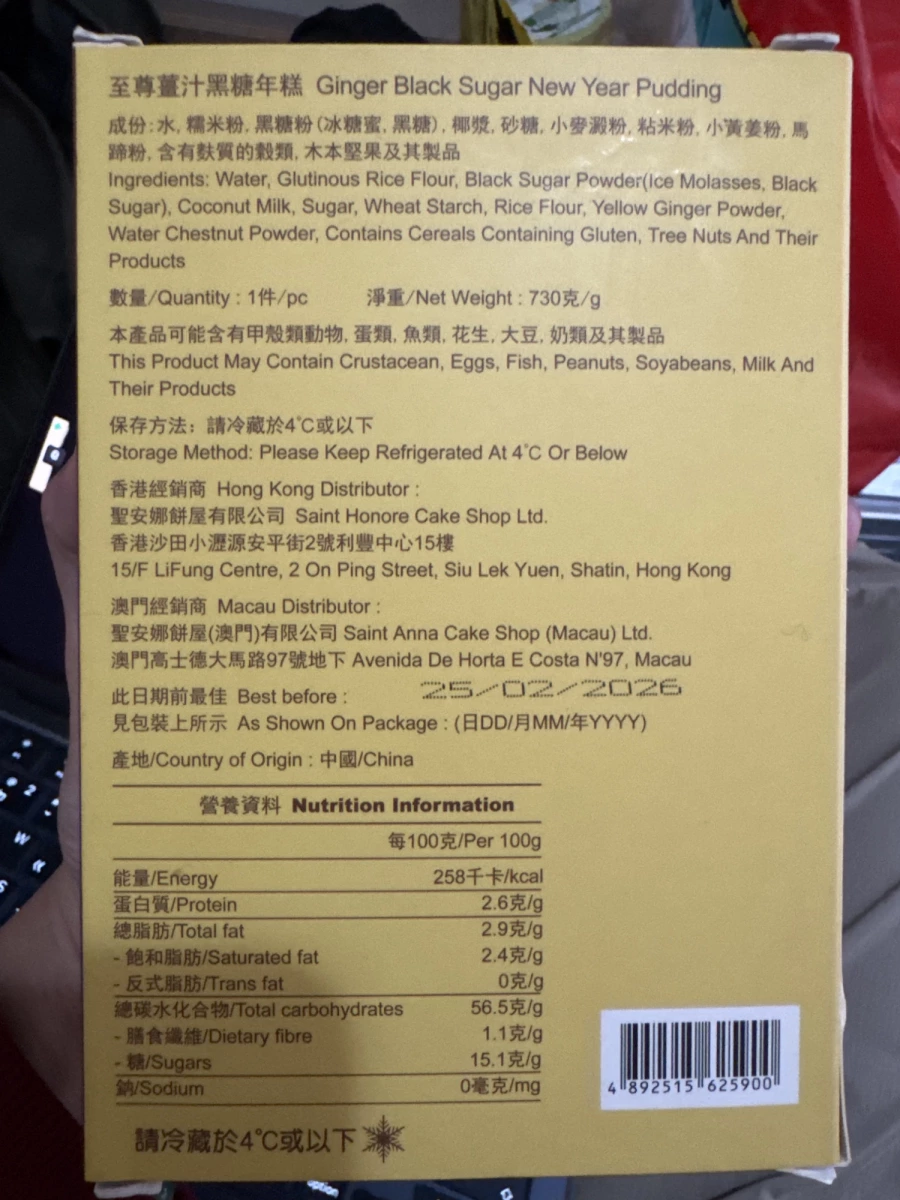 至尊薑汁黑糖年糕 Ginger Black Sugar New Year Pudding
成份：水, 糯米粉, 黑糖粉 (冰糖蜜, 黑糖), 椰漿, 砂糖, 小麥澱粉, 粘米粉, 小黃姜粉, 馬
蹄粉, 含有麩質的穀類, 木本堅果及其製品
Ingredients: Water, Glutinous Rice Flour, Black Sugar Powder(Ice Molasses, Black
Sugar), Coconut Milk, Sugar, Wheat Starch, Rice Flour, Yellow Ginger Powder,
Water Chestnut Powder, Contains Cereals Containing Gluten, Tree Nuts And Their
Products
數量/Quantity : 1件/pc 淨重/Net Weight : 730克/g
本產品可能含有甲殼類動物, 蛋類, 魚類, 花生, 大豆, 奶類及其製品
This Product May Contain Crustacean, Eggs, Fish, Peanuts, Soyabeans, Milk And
Their Products
保存方法：請冷藏於4°C或以下
Storage Method: Please Keep Refrigerated At 4°C Or Below
香港經銷商 Hong Kong Distributor :
聖安娜餅屋有限公司 Saint Honore Cake Shop Ltd.
香港沙田小瀝源安平街2號利豐中心15樓
15/F LiFung Centre, 2 On Ping Street, Siu Lek Yuen, Shatin, Hong Kong
澳門經銷商 Macau Distributor :
聖安娜餅屋(澳門)有限公司 Saint Anna Cake Shop (Macau) Ltd.
澳門高士德大馬路97號地下 Avenida De Horta E Costa N'97, Macau
此日期前最佳 Best before : 25/02/2026
見包裝上所示 As Shown On Package : (日DD/月MM/年YYYY)
產地/Country of Origin : 中國/China
營養資料 Nutrition Information
每100克/Per 100g
能量/Energy 258千卡/kcal
蛋白質/Protein 2.6克/g
總脂肪/Total fat 2.9克/g
- 飽和脂肪/Saturated fat 2.4克/g
- 反式脂肪/Trans fat 0克/g
總碳水化合物/Total carbohydrates 56.5克/g
- 膳食纖維/Dietary fibre 1.1克/g
- 糖/Sugars 15.1克/g
鈉/Sodium 0毫克/mg
4 892515 625900
請冷藏於4°C或以下
2
W
S
option